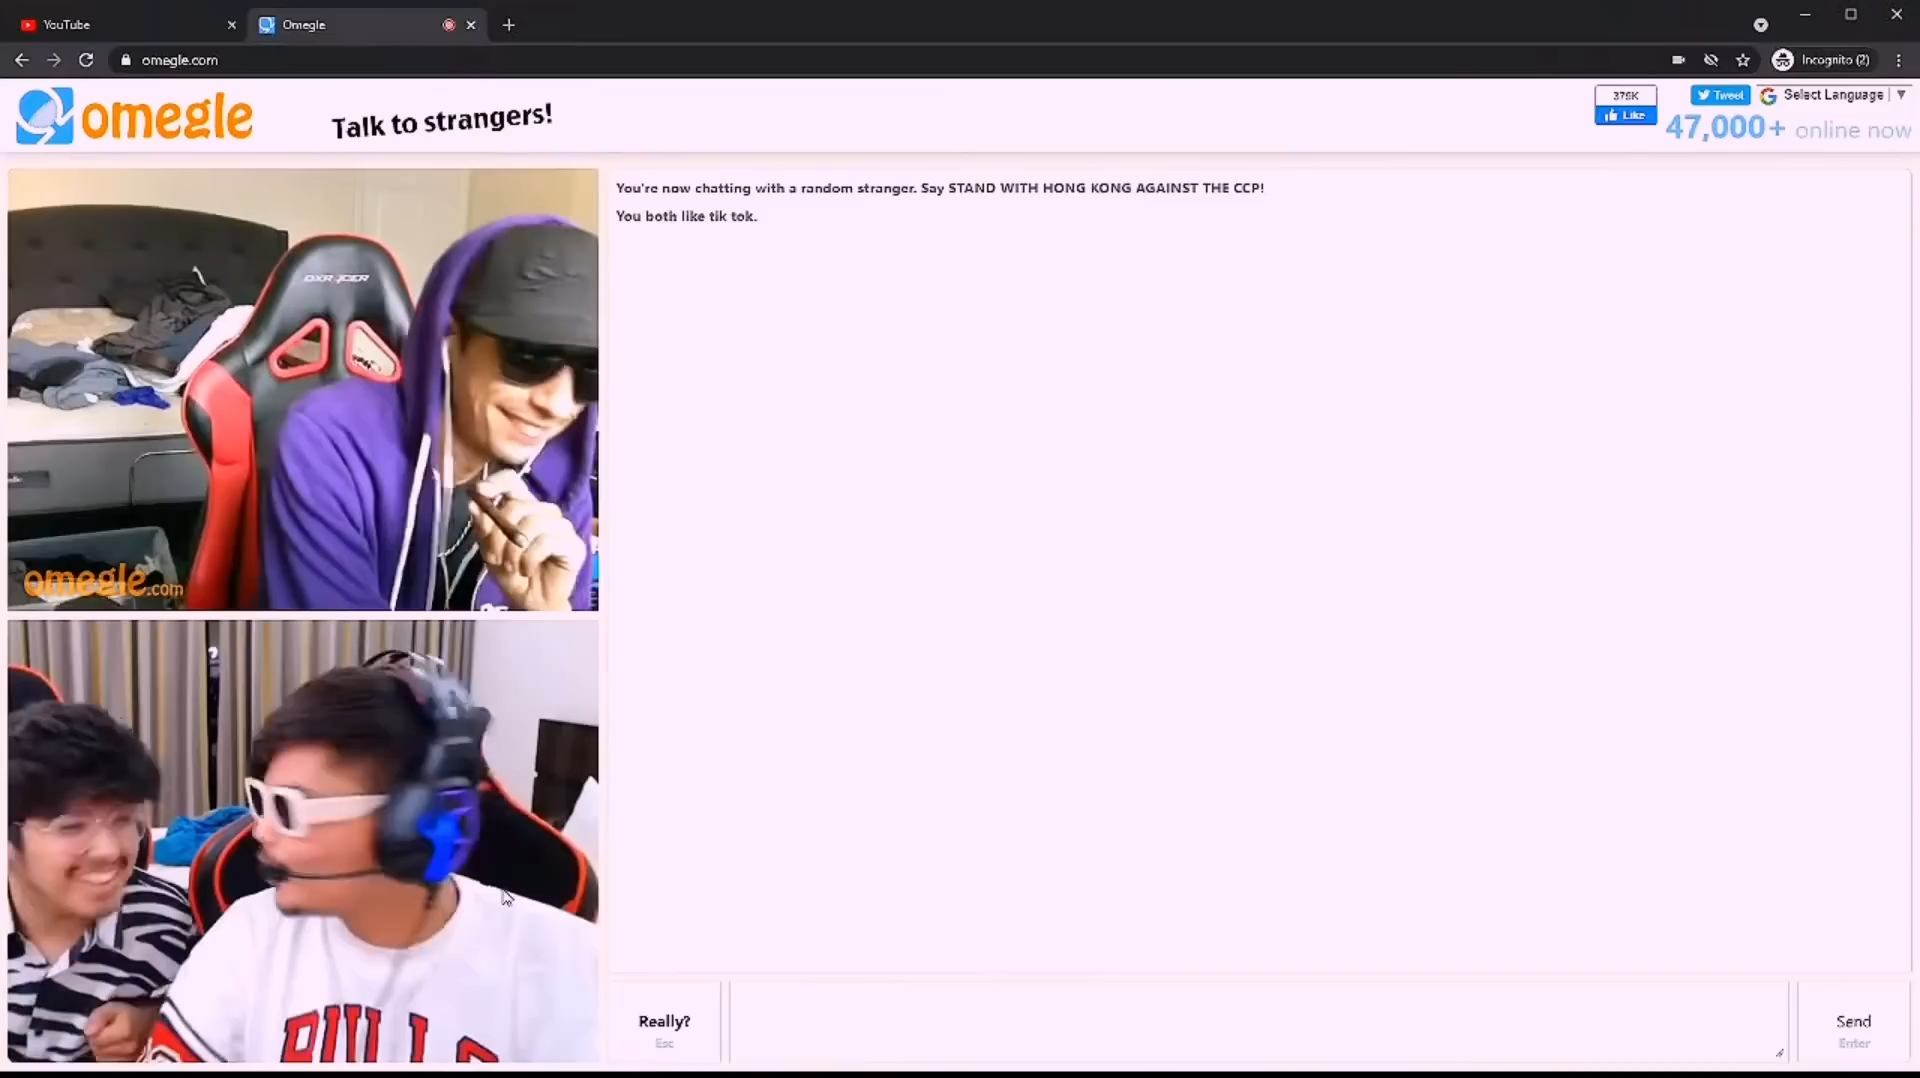 YouTube
Omegle
omegle.com
Incognito (2)
omegle
Talk to strangers!
Like
Tweet
Select Language
47,000+ online now
You're now chatting with a random stranger. Say STAND WITH HONG KONG AGAINST THE CCP!
You both like tik tok.
DXRACER
omegle.com
BULLS
Really?
Esc
Send
Enter